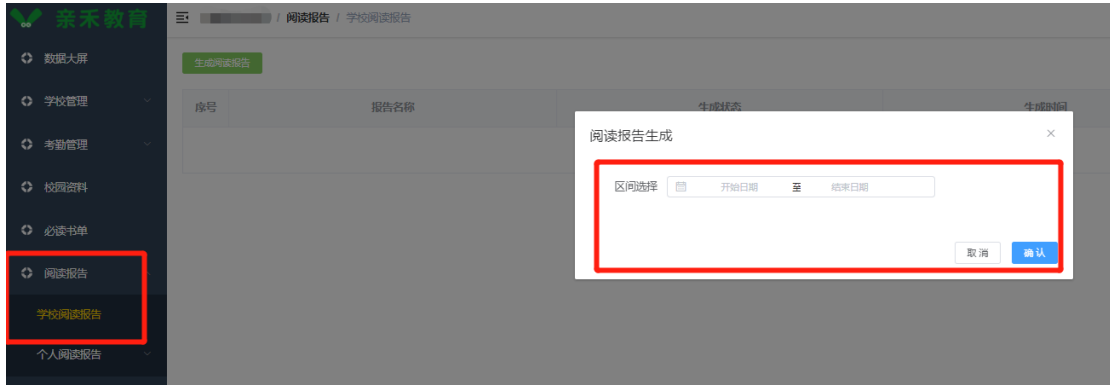 亲禾教育
/ 阅读报告 / 学校阅读报告
数据大屏
生成阅读报告
学校管理
序号 报告名称 生成状态 生成时间
阅读报告生成
考勤管理
校园资料
区间选择 开始日期 至 结束日期
必读书单
取消 确认
阅读报告
学校阅读报告
个人阅读报告